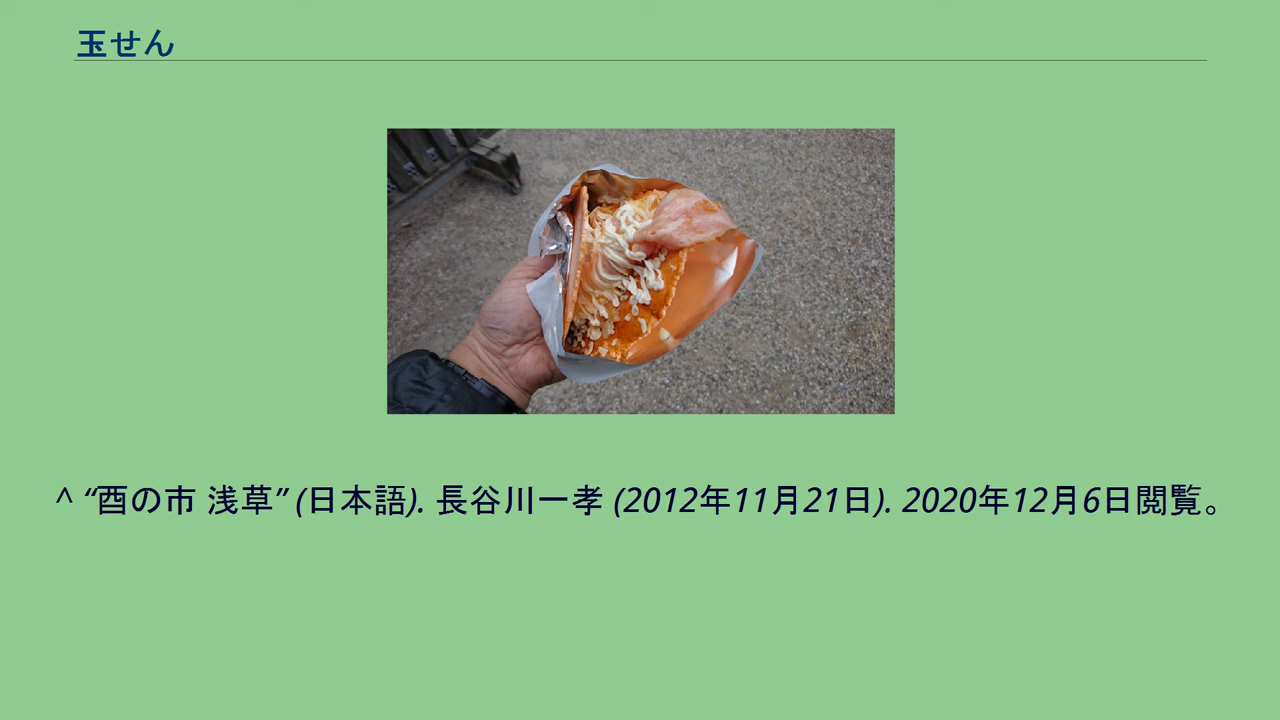 玉せん
^ “酉の市 浅草” (日本語). 長谷川一孝 (2012年11月21日). 2020年12月6日閲覧。